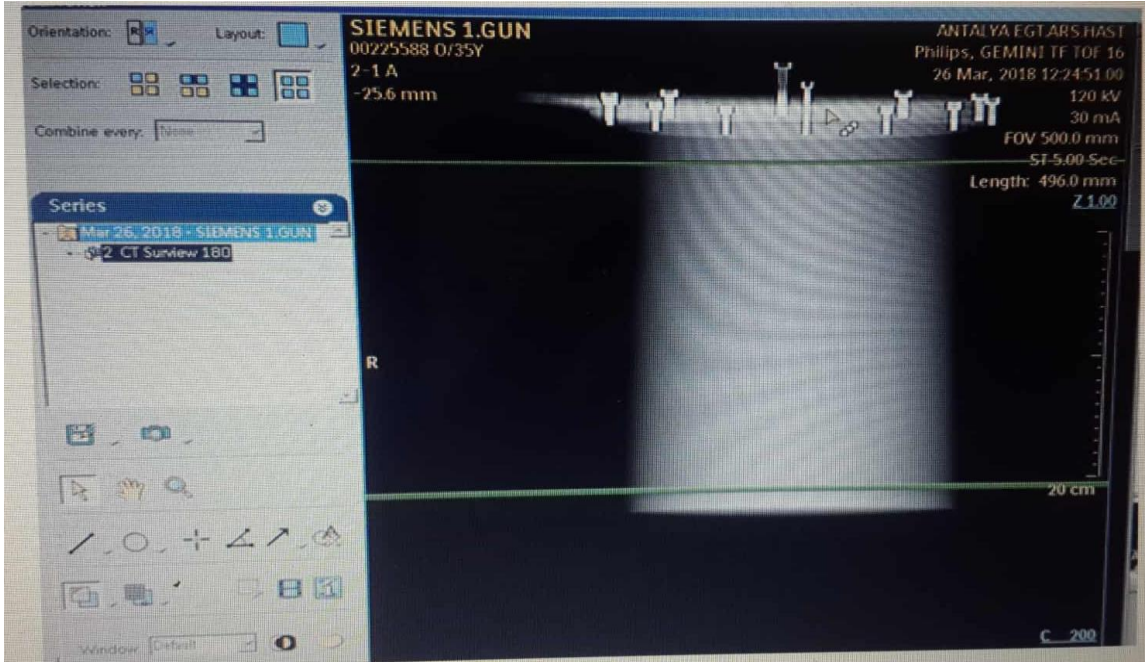 Orientation:
Layout:
Selection:
Combine every: None
Series
Mar 26, 2018 - SIEMENS 1.GUN
2 CT Surview 180
Window Default
SIEMENS 1.GUN
00225588 O/35Y
2-1 A
-25.6 mm
ANTALYA EGT.ARS.HAST
Philips, GEMINI TF TOF 16
26 Mar, 2018 12:24:51.00
120 kV
30 mA
FOV 500.0 mm
ST 5.00 Sec
Length: 496.0 mm
Z 1.00
R
20 cm
C 200